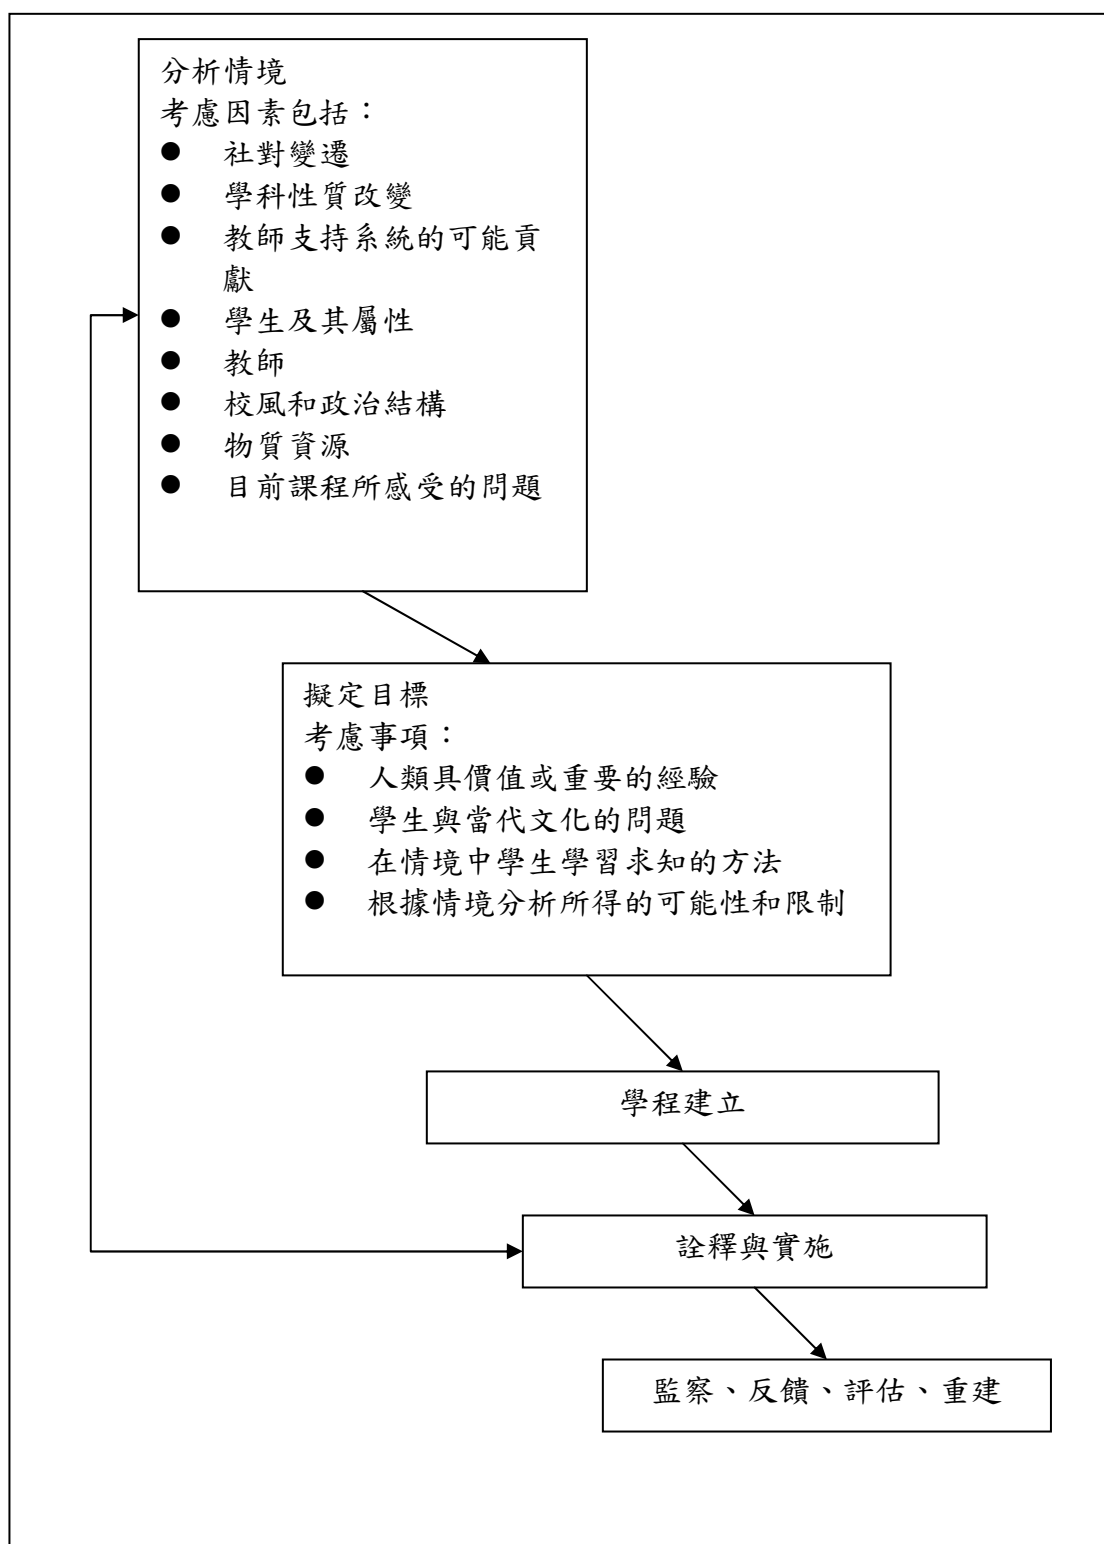 分析情境
考慮因素包括：
● 社對變遷
● 學科性質改變
● 教師支持系統的可能貢
獻
● 學生及其屬性
● 教師
● 校風和政治結構
● 物質資源
● 目前課程所感受的問題
擬定目標
考慮事項：
● 人類具價值或重要的經驗
● 學生與當代文化的問題
● 在情境中學生學習求知的方法
● 根據情境分析所得的可能性和限制
學程建立
詮釋與實施
監察、反饋、評估、重建